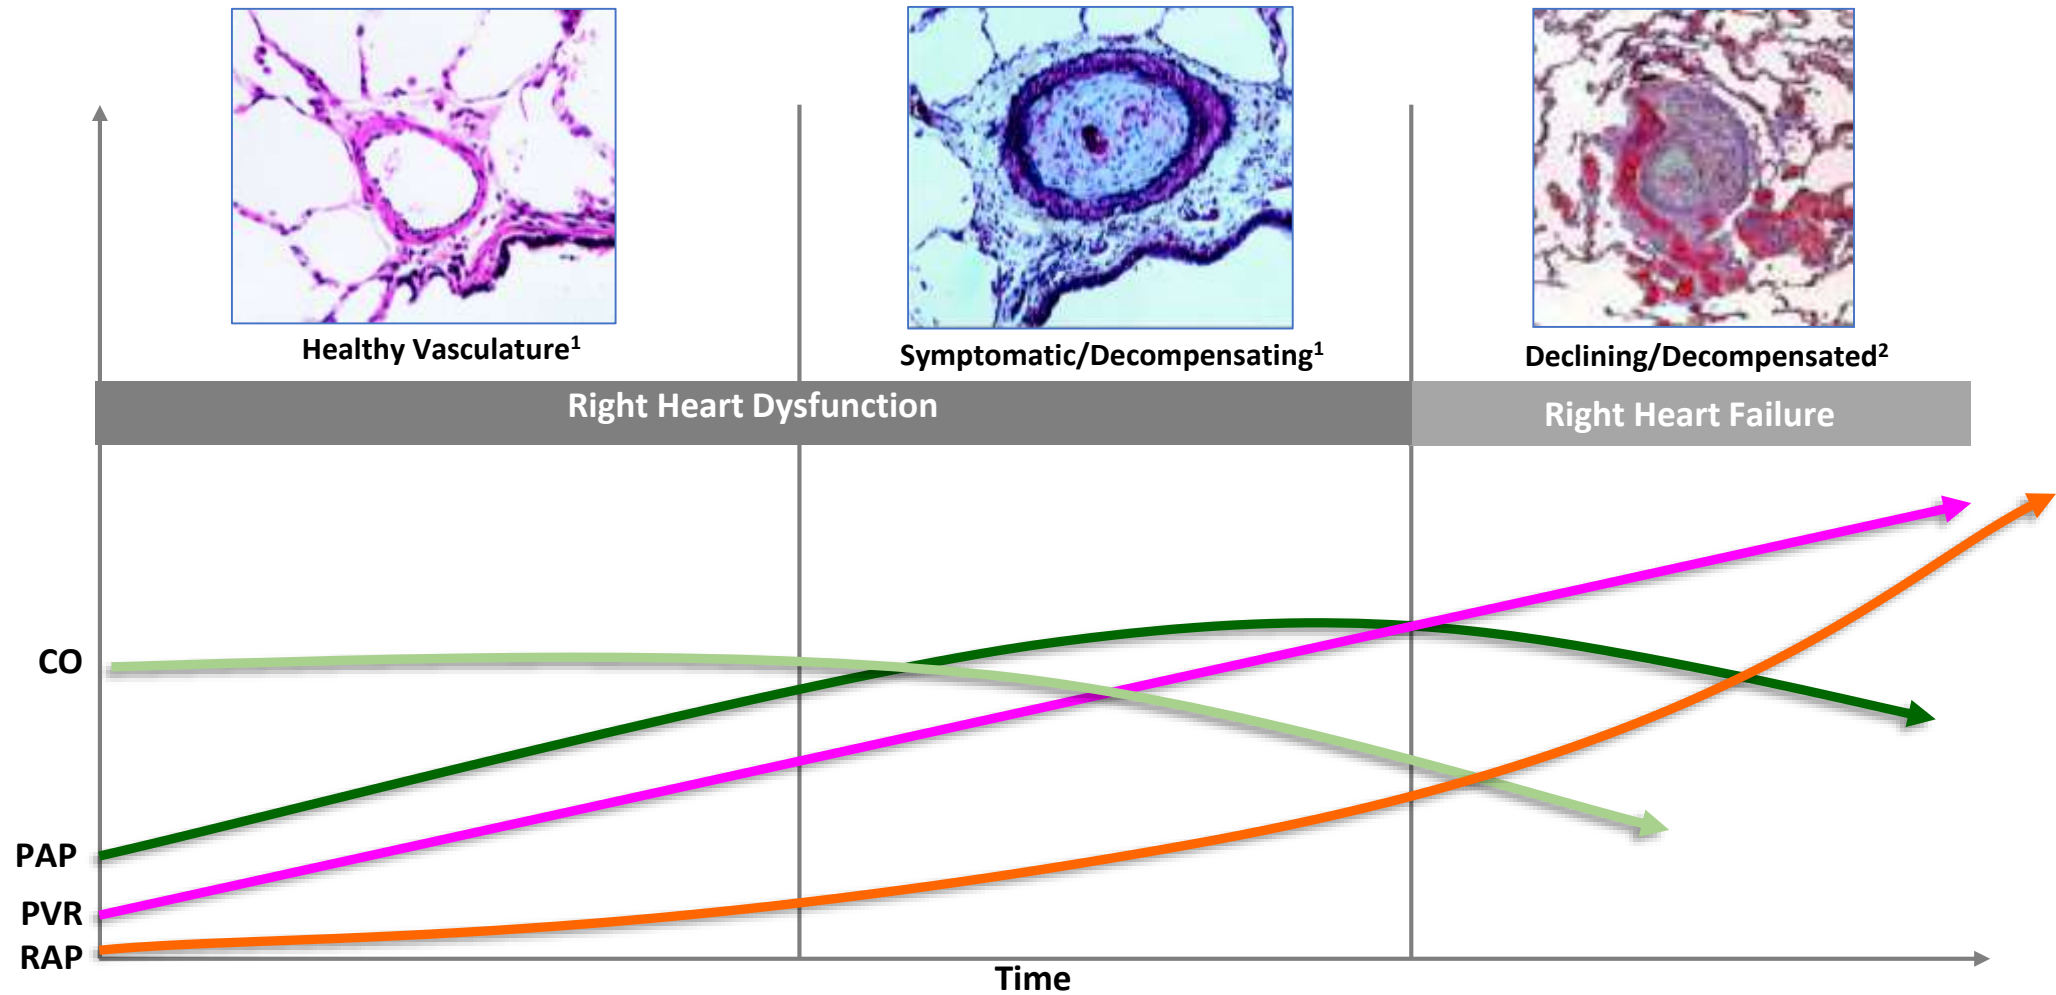 Healthy Vasculature¹
Symptomatic/Decompensating¹
Declining/Decompensated²
Right Heart Dysfunction
Right Heart Failure
CO
PAP
PVR
RAP
Time